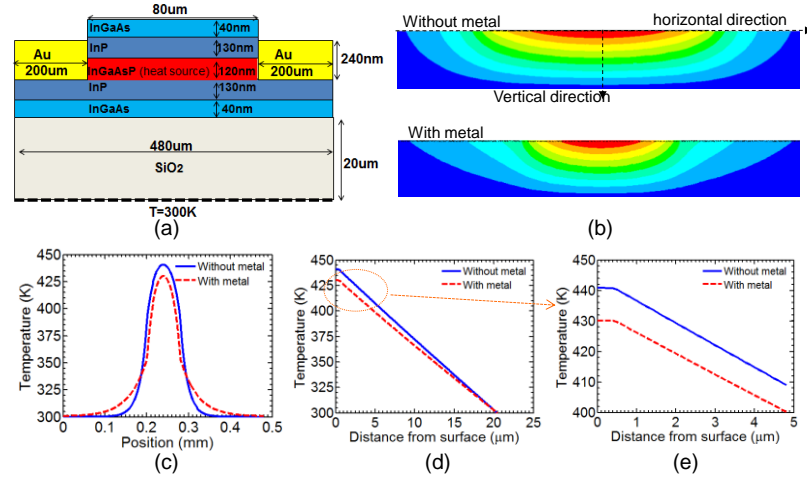 80um
InGaAs
40nm
Au
InP
130nm
Au
200um
InGaAsP (heat source)
120nm
200um
240nm
InP
130nm
InGaAs
40nm
480um
SiO2
20um
T=300K
(a)
Without metal
horizontal direction
Vertical direction
With metal
(b)
450
425
400
375
350
325
300
Temperature (K)
Without metal
With metal
0 0.1 0.2 0.3 0.4 0.5
Position (mm)
(c)
450
425
400
375
350
325
300
Temperature (K)
Without metal
With metal
0 5 10 15 20 25
Distance from surface (μm)
(d)
450
440
430
420
410
400
Temperature (K)
Without metal
With metal
0 1 2 3 4 5
Distance from surface (μm)
(e)